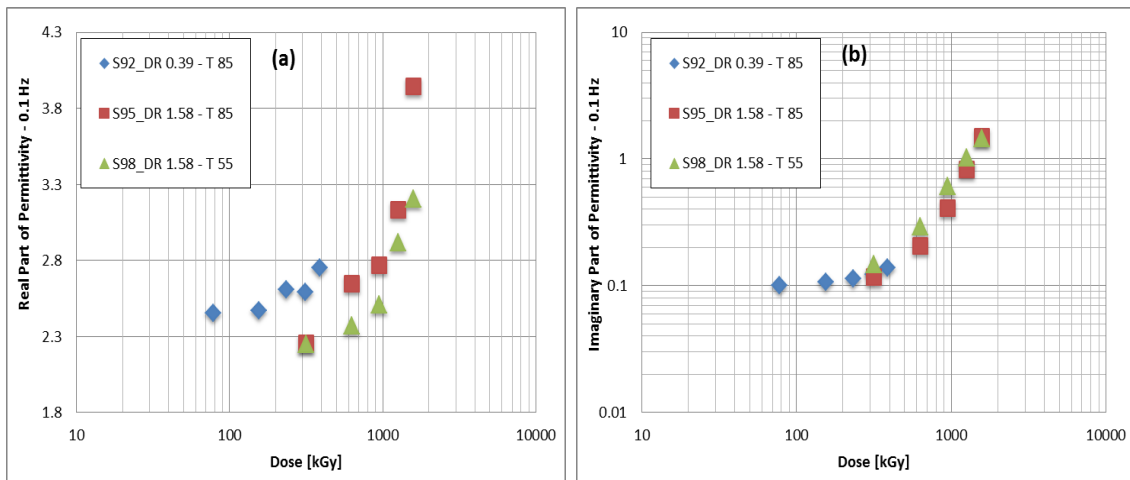 (a)
S92_DR 0.39 - T 85
S95_DR 1.58 - T 85
S98_DR 1.58 - T 55
Real Part of Permittivity - 0.1 Hz
4.3
3.8
3.3
2.8
2.3
1.8
10
100
1000
10000
Dose [kGy]
(b)
S92_DR 0.39 - T 85
S95_DR 1.58 - T 85
S98_DR 1.58 - T 55
Imaginary Part of Permittivity - 0.1 Hz
10
1
0.1
0.01
10
100
1000
10000
Dose [kGy]